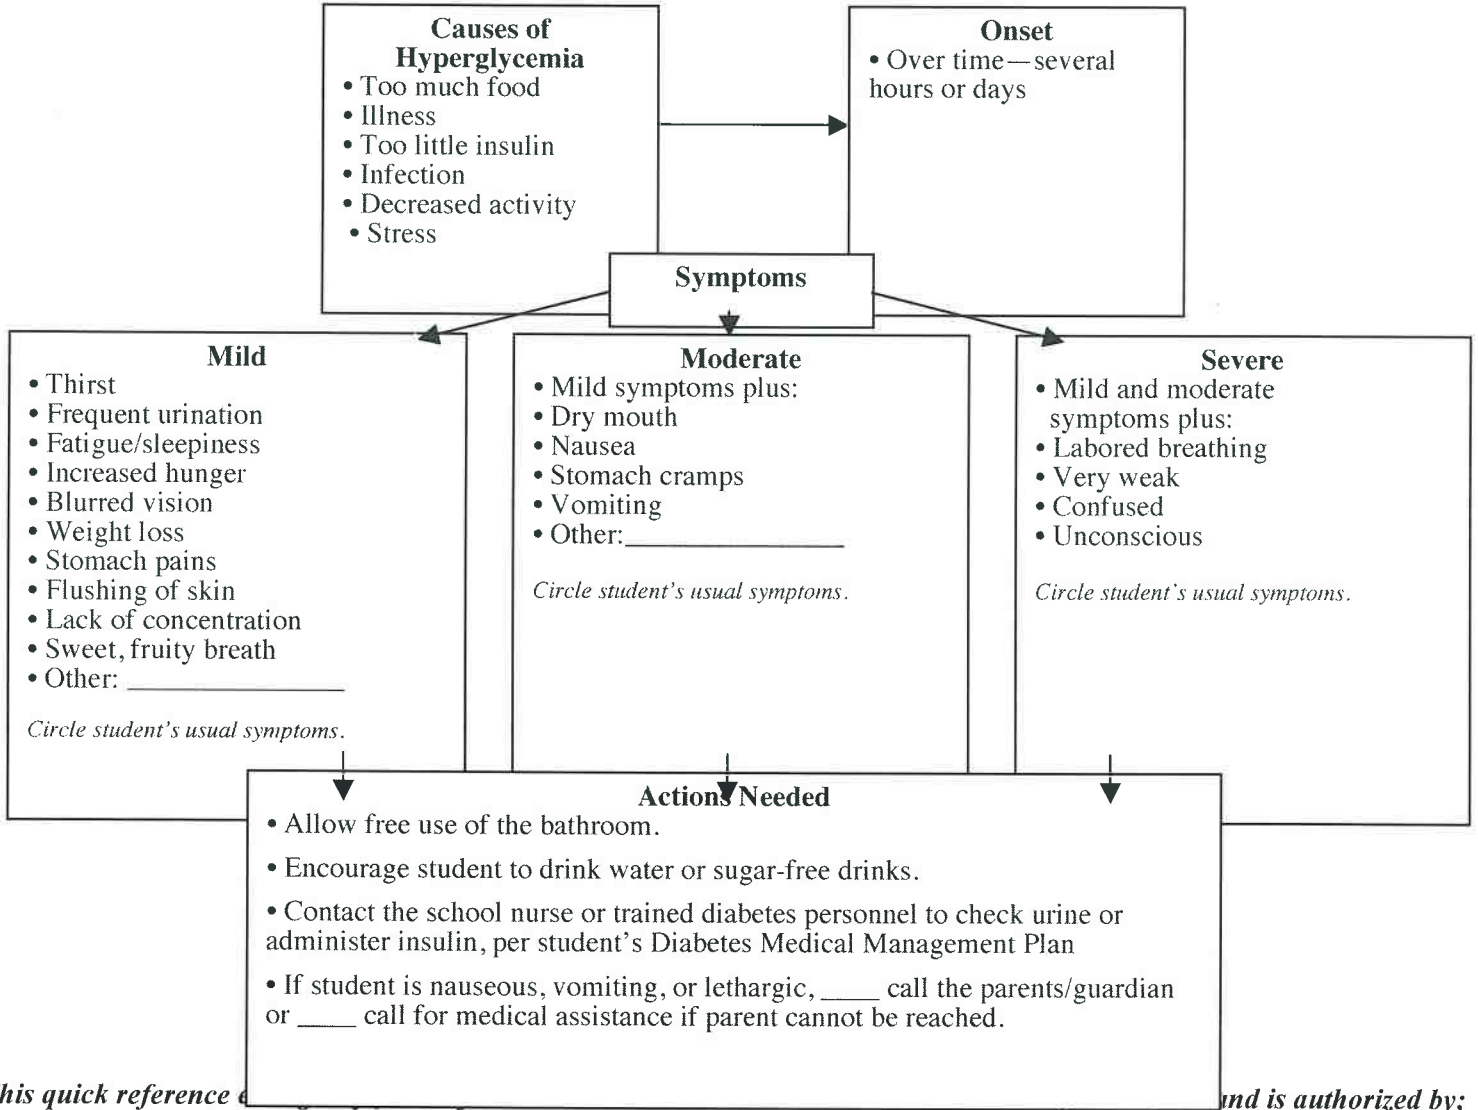 Causes of
Hyperglycemia
• Too much food
• Illness
• Too little insulin
• Infection
• Decreased activity
• Stress
Onset
• Over time—several
hours or days
Symptoms
Mild
• Thirst
• Frequent urination
• Fatigue/sleepiness
• Increased hunger
• Blurred vision
• Weight loss
• Stomach pains
• Flushing of skin
• Lack of concentration
• Sweet, fruity breath
• Other: _______________
Circle student's usual symptoms.
Moderate
• Mild symptoms plus:
• Dry mouth
• Nausea
• Stomach cramps
• Vomiting
• Other:_______________
Circle student's usual symptoms.
Severe
• Mild and moderate
symptoms plus:
• Labored breathing
• Very weak
• Confused
• Unconscious
Circle student's usual symptoms.
Actions Needed
• Allow free use of the bathroom.
• Encourage student to drink water or sugar-free drinks.
• Contact the school nurse or trained diabetes personnel to check urine or
administer insulin, per student's Diabetes Medical Management Plan
• If student is nauseous, vomiting, or lethargic, ____ call the parents/guardian
or ____ call for medical assistance if parent cannot be reached.
his quick reference
and is authorized by: